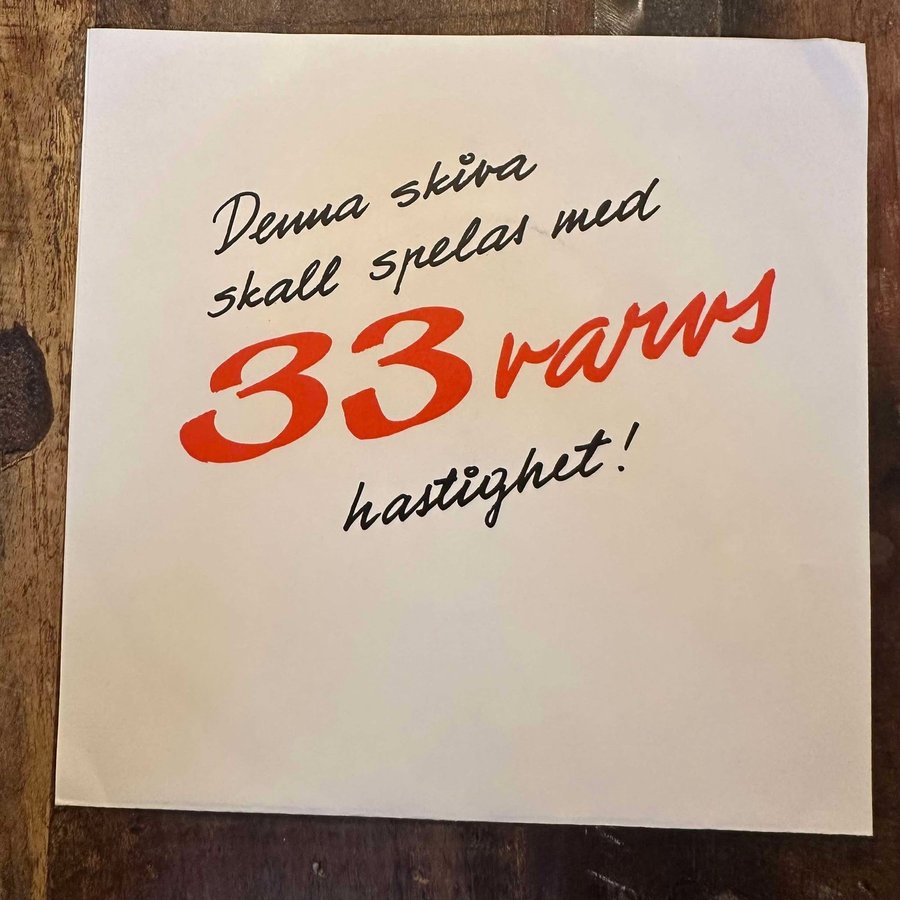 Denna skiva
skall spelas med
33 varvs
hastighet!